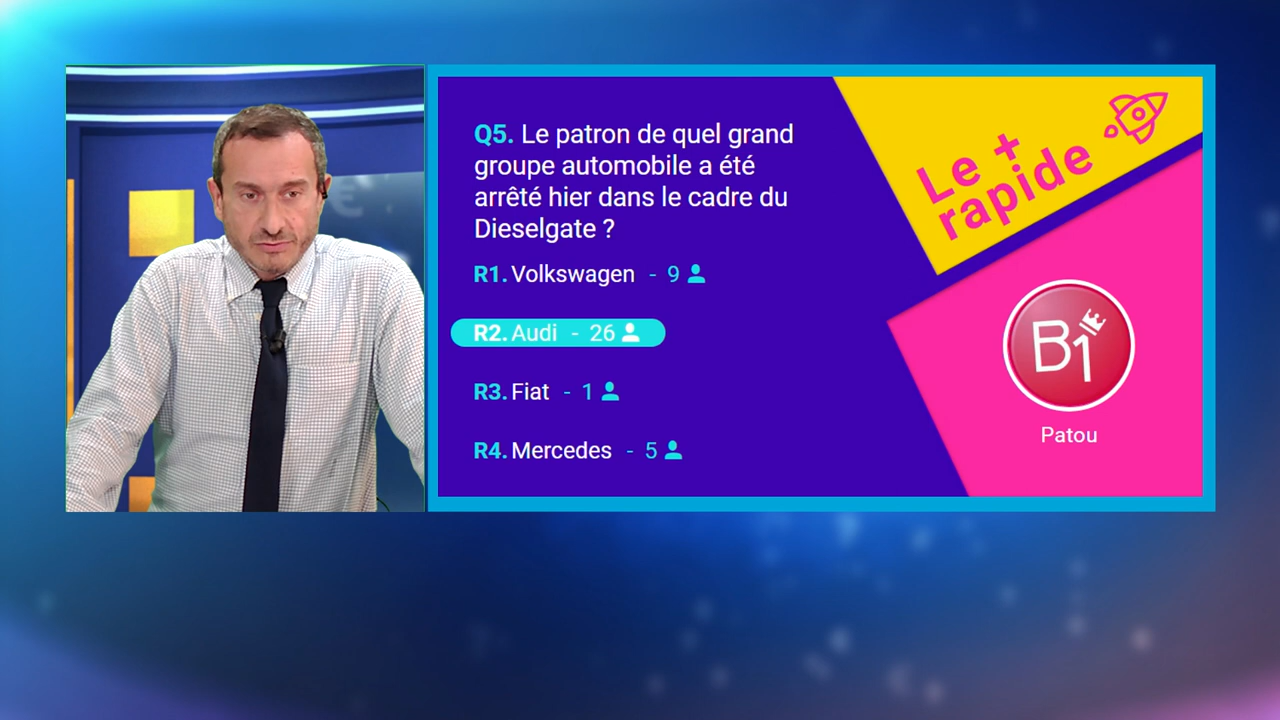 Q5. Le patron de quel grand
groupe automobile a été
arrêté hier dans le cadre du
Dieselgate ?
R1. Volkswagen - 9
R2. Audi - 26
R3. Fiat - 1
R4. Mercedes - 5
Le +
rapide
B1
Patou